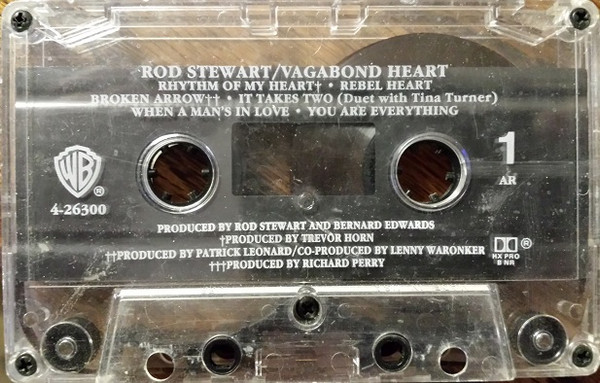 ROD STEWART/VAGABOND HEART
RHYTHM OF MY HEART† • REBEL HEART
BROKEN ARROW†† • IT TAKES TWO (Duet with Tina Turner)
WHEN A MAN'S IN LOVE • YOU ARE EVERYTHING
WB®
4-26300
1
AR
PRODUCED BY ROD STEWART AND BERNARD EDWARDS
†PRODUCED BY TREVOR HORN
††PRODUCED BY PATRICK LEONARD/CO-PRODUCED BY LENNY WARONKER
†††PRODUCED BY RICHARD PERRY
®
HX PRO
B NR